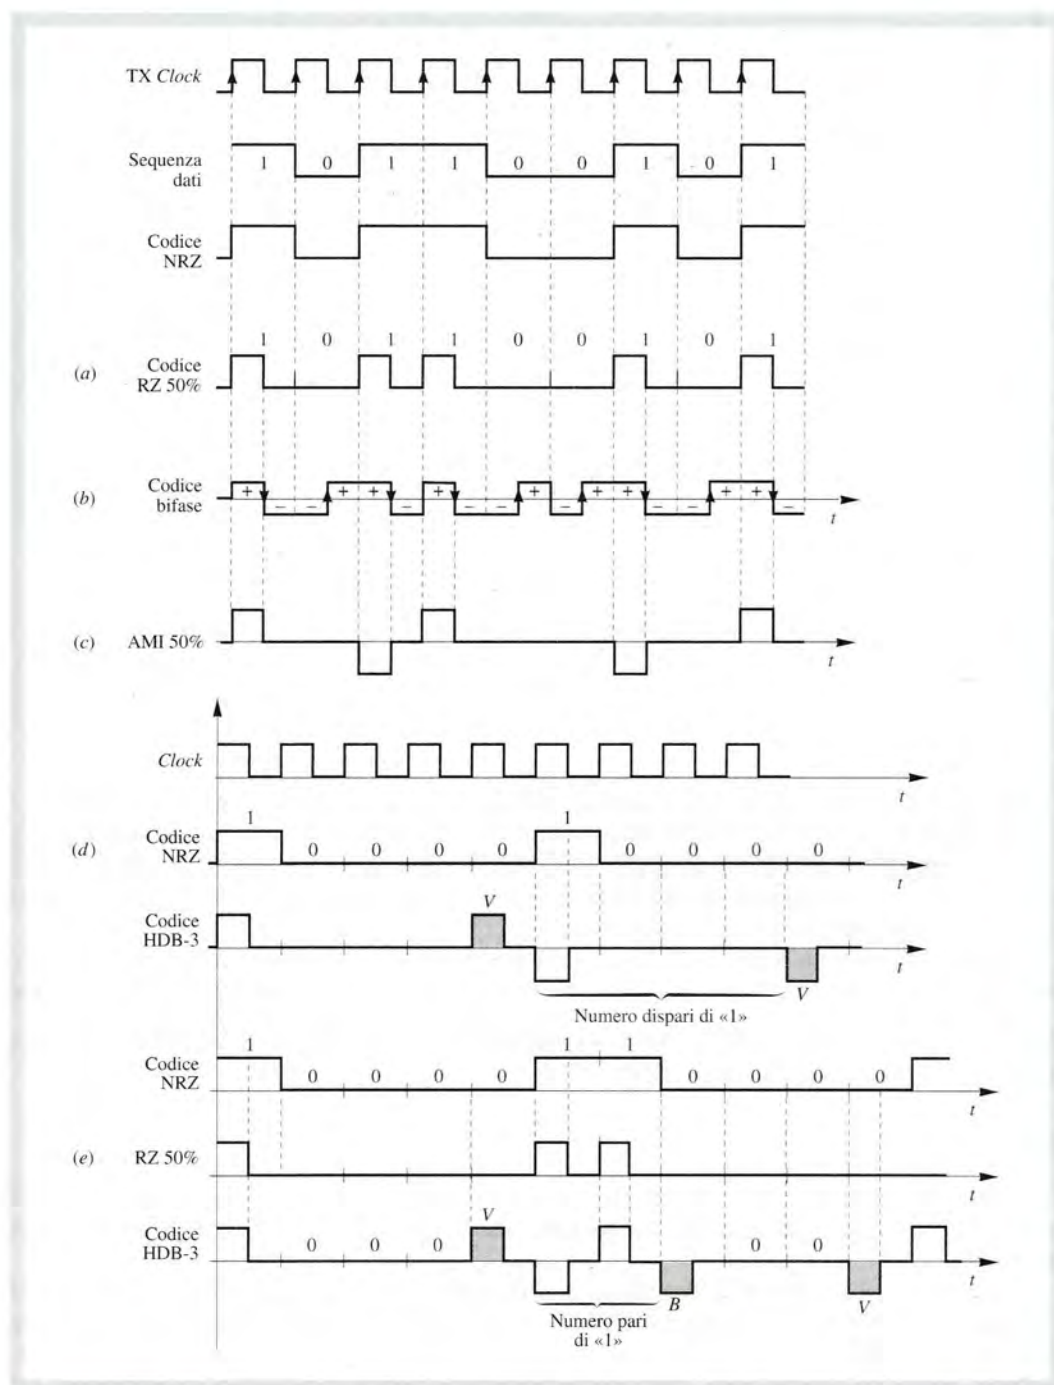 TX Clock
Sequenza
dati
1 0 1 1 0 0 1 0 1
Codice
NRZ
1 0 1 1 0 0 1 0 1
(a)
Codice
RZ 50%
(b)
Codice
bifase
+ − − + + − + − − + − + + − − + + −
t
(c)
AMI 50%
t
Clock
t
(d)
Codice
NRZ
1 0 0 0 0 1 0 0 0 0
t
Codice
HDB-3
V
t
V
Numero dispari di «1»
Codice
NRZ
1 0 0 0 0 1 1 0 0 0 0
t
(e)
RZ 50%
t
Codice
HDB-3
0 0 0 V 0 0
t
B
V
Numero pari
di «1»